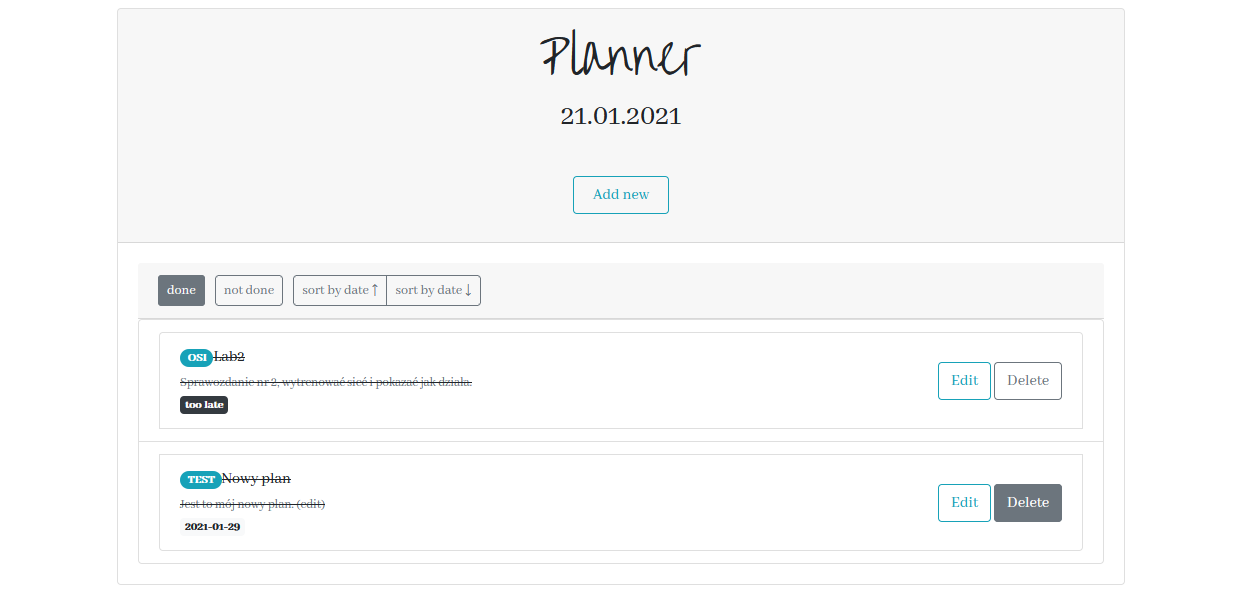 Planner
21.01.2021
Add new
done not done sort by date ↑ sort by date ↓
OSI Lab2
Sprawozdanie nr 2, wytrenować sieć i pokazać jak działa.
too late
Edit Delete
TEST Nowy plan
Jest to mój nowy plan. (edit)
2021-01-29
Edit Delete